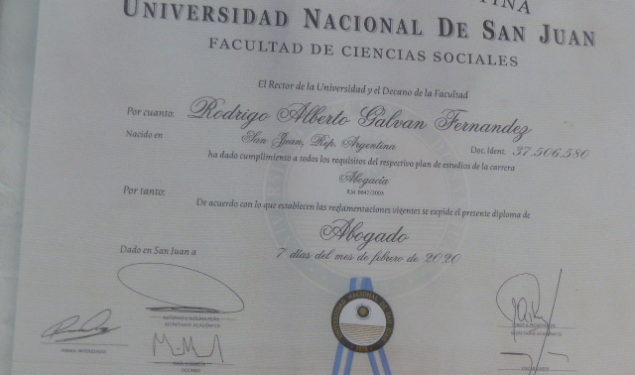 UNIVERSIDAD NACIONAL DE SAN JUAN
FACULTAD DE CIENCIAS SOCIALES
El Rector de la Universidad y el Decano de la Facultad
Por cuanto: Rodrigo Alberto Galvan Fernandez
Nacido en San Juan, Rep. Argentina Doc. Ident. 37.506.580
ha dado cumplimiento a todos los requisitos del respectivo plan de estudios de la carrera
Abogacía
Por tanto:
De acuerdo con lo que establecen las reglamentaciones vigentes se expide el presente diploma de
Abogado
Dado en San Juan a 7 días del mes de febrero de 2020
SECRETARIO ACADÉMICO
DECANO